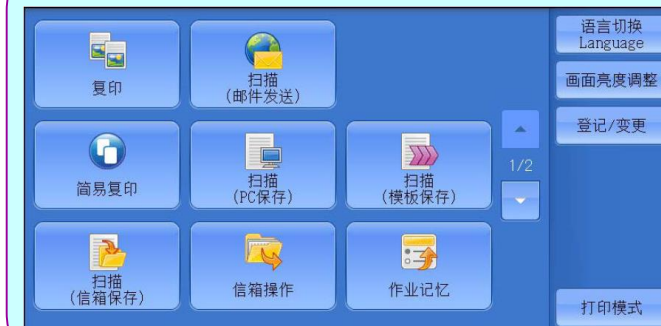 复印
扫描
(邮件发送)
简易复印
扫描
(PC保存)
扫描
(模板保存)
扫描
(信箱保存)
信箱操作
作业记忆
1/2
语言切换
Language
画面亮度调整
登记/变更
打印模式